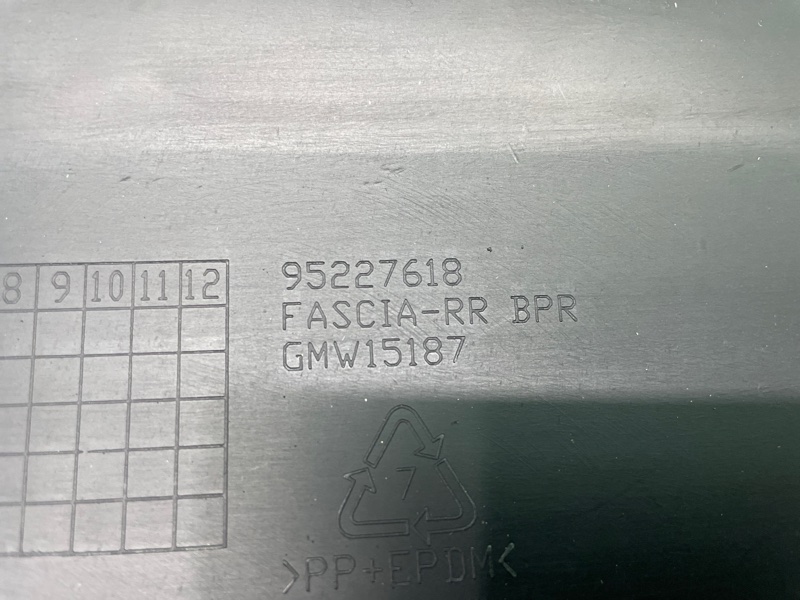 8 9 10 11 12
95227618
FASCIA-RR BPR
GMW15187
7
>PP+EPDM<